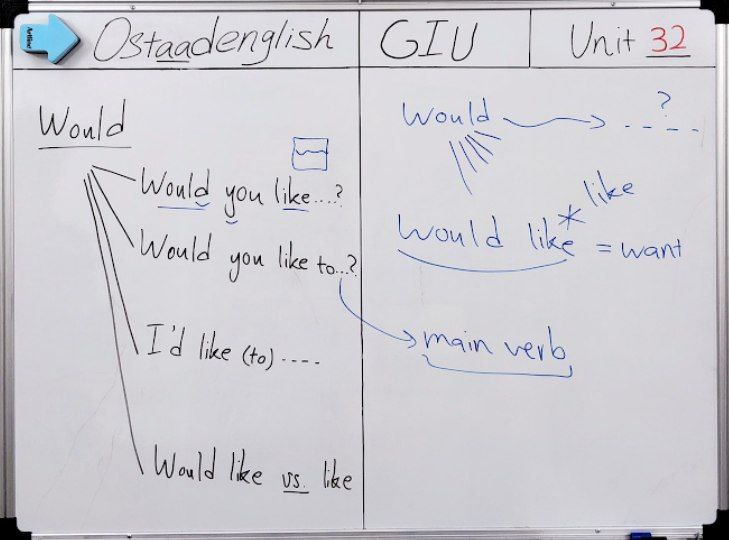 Artline
Ostaadenglish
GIU
Unit 32
Would
Would you like....?
Would you like to...?
I'd like (to) ----
Would like vs. like
Would ----?
Would like * like
= want
main verb